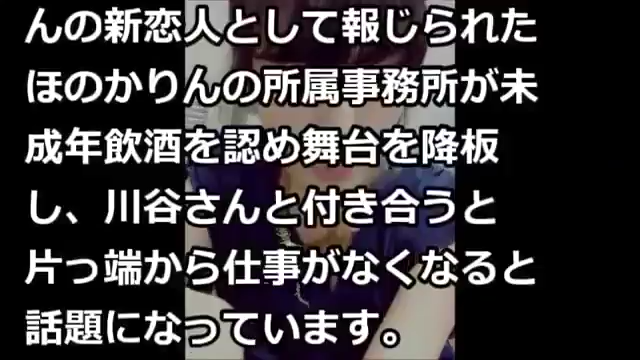 んの新恋人として報じられた
ほのかりんの所属事務所が未
成年飲酒を認め舞台を降板
し、川谷さんと付き合うと
片っ端から仕事がなくなると
話題になっています。